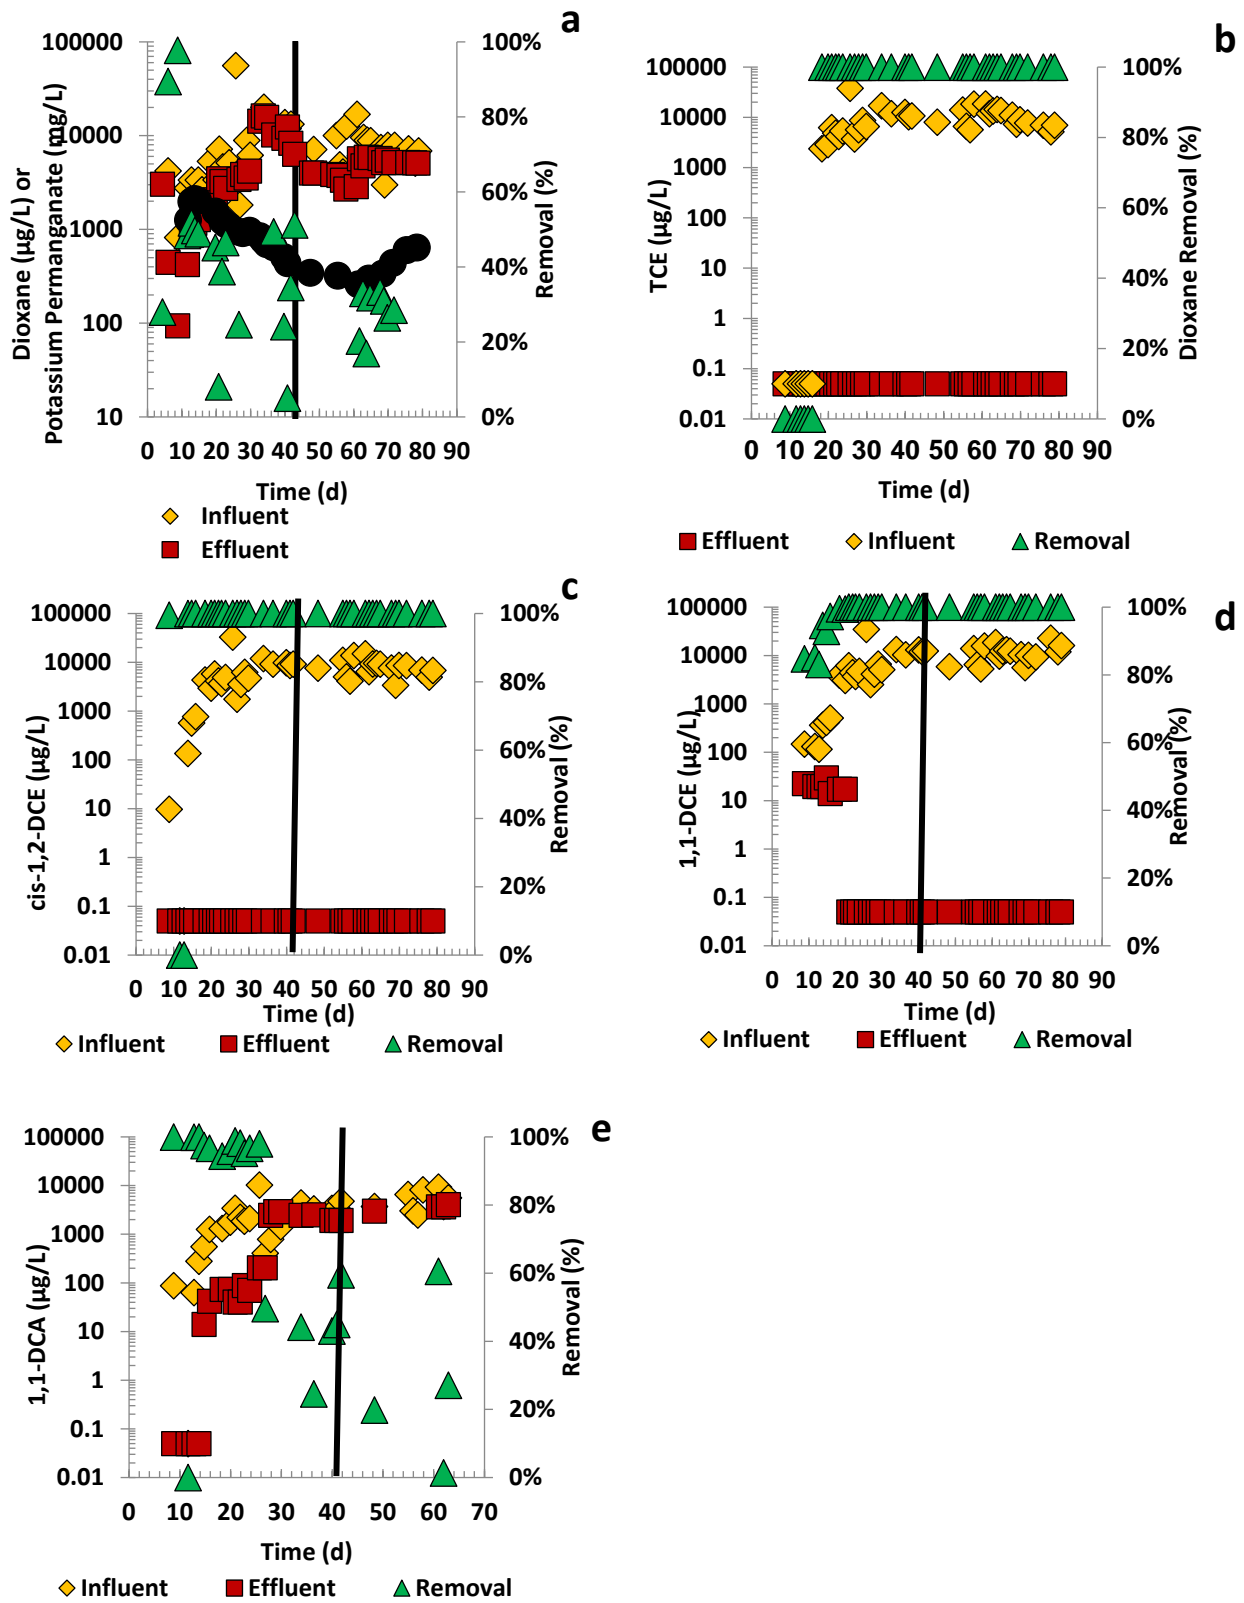 a
Dioxane (µg/L) or
Potassium Permanganate (mg/L)
100000
10000
1000
100
10
100%
80%
60%
40%
20%
0%
Removal (%)
0 10 20 30 40 50 60 70 80 90
Time (d)
Influent
Effluent
b
TCE (µg/L)
100000
10000
1000
100
10
1
0.1
0.01
100%
80%
60%
40%
20%
0%
Dioxane Removal (%)
0 10 20 30 40 50 60 70 80 90
Time (d)
Effluent Influent Removal
c
cis-1,2-DCE (µg/L)
100000
10000
1000
100
10
1
0.1
0.01
100%
80%
60%
40%
20%
0%
Removal (%)
0 10 20 30 40 50 60 70 80 90
Time (d)
Influent Effluent Removal
d
1,1-DCE (µg/L)
100000
10000
1000
100
10
1
0.1
0.01
100%
80%
60%
40%
20%
0%
Removal (%)
0 10 20 30 40 50 60 70 80 90
Time (d)
Influent Effluent Removal
e
1,1-DCA (µg/L)
100000
10000
1000
100
10
1
0.1
0.01
100%
80%
60%
40%
20%
0%
Removal (%)
0 10 20 30 40 50 60 70
Time (d)
Influent Effluent Removal